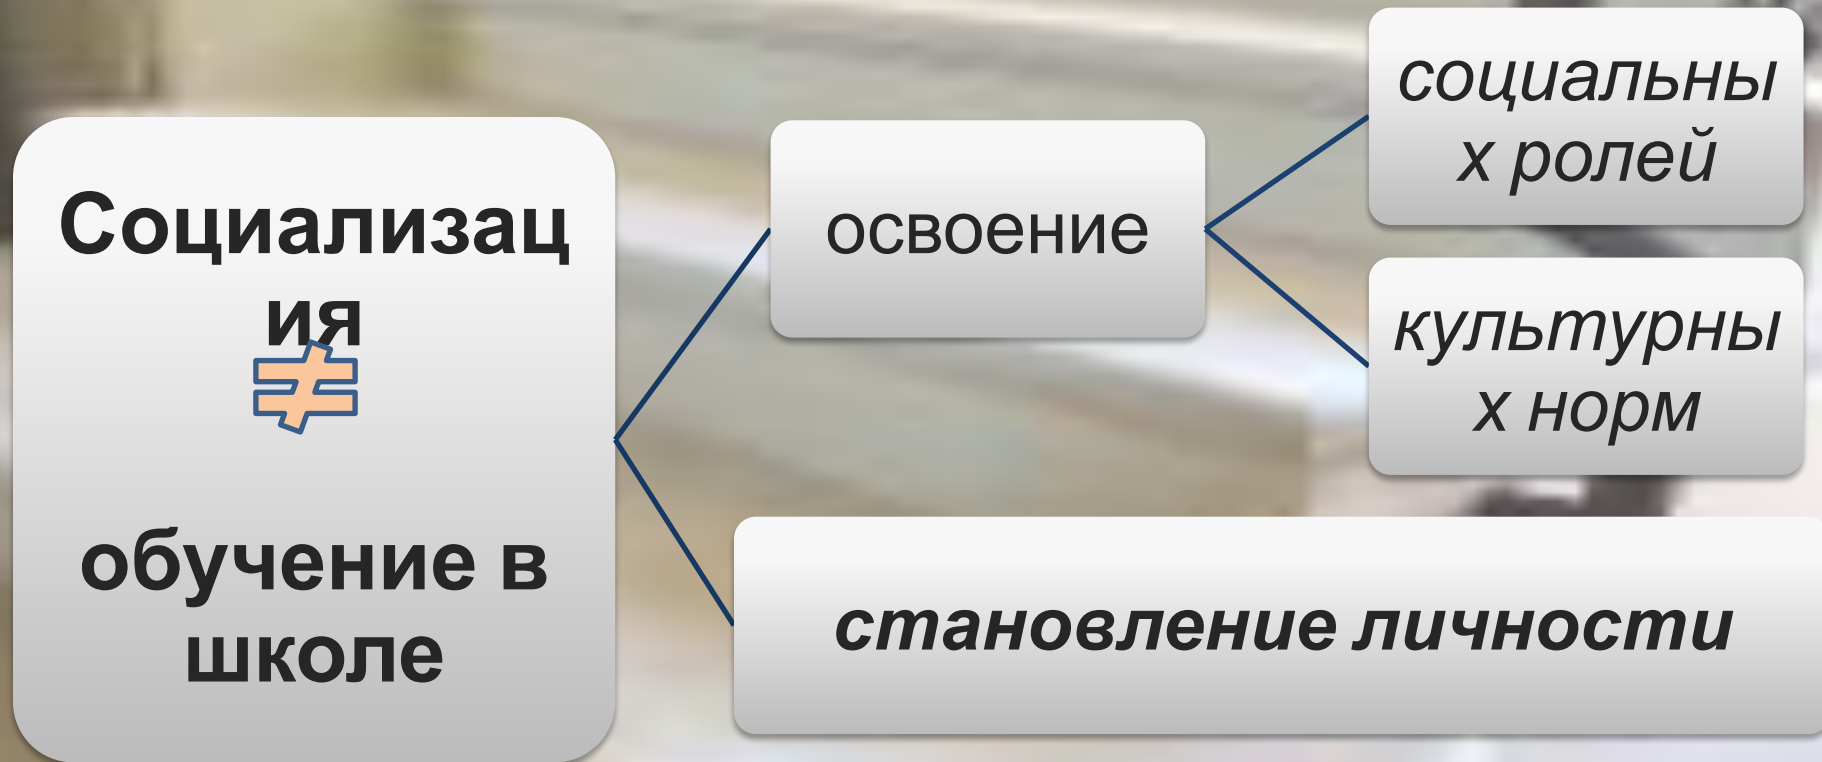 Социализац
ия
≠
обучение в
школе
освоение
социальны
х ролей
культурны
х норм
становление личности